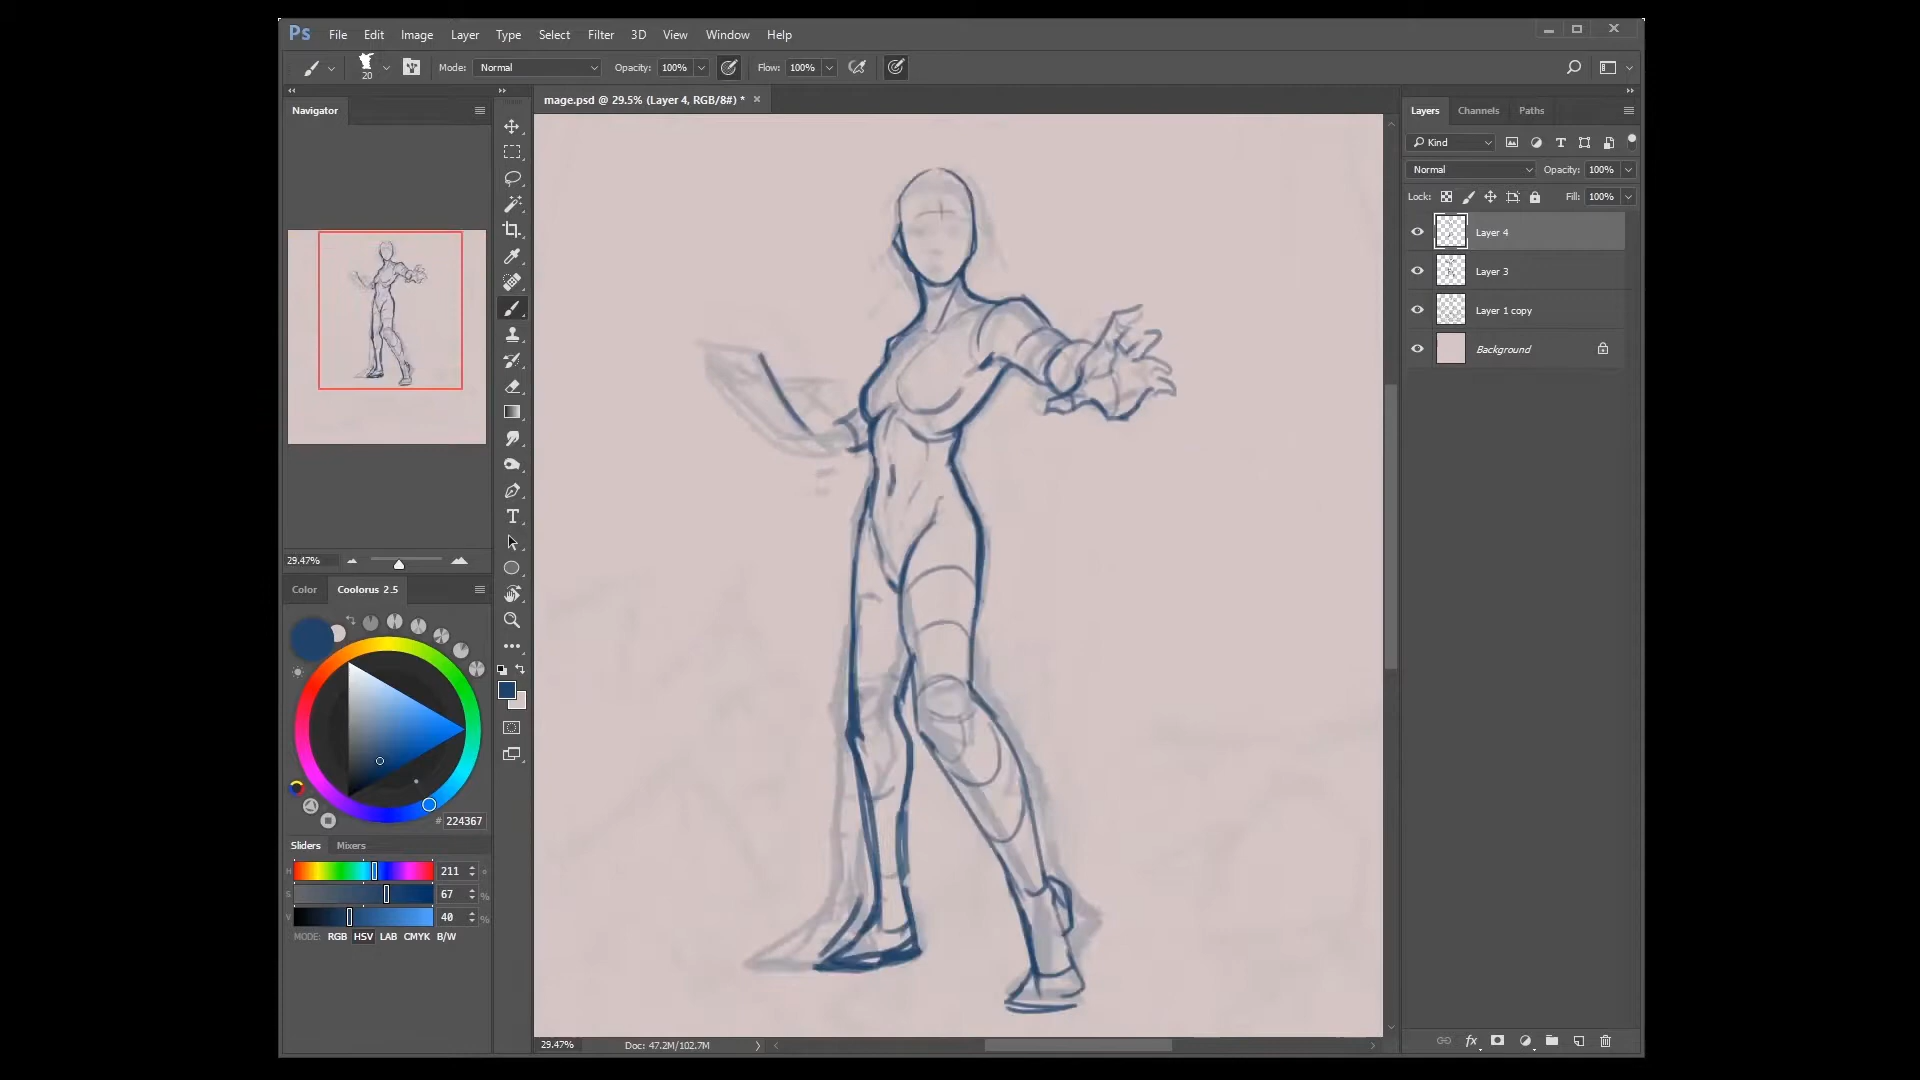 Ps File Edit Image Layer Type Select Filter 3D View Window Help
20 Mode: Normal Opacity: 100% Flow: 100%
Navigator
mage.psd @ 29.5% (Layer 4, RGB/8#) * ×
Layers Channels Paths
Kind
Normal Opacity: 100%
Lock: Fill: 100%
Layer 4
Layer 3
Layer 1 copy
Background
29.47%
Color Coolorus 2.5
# 224367
Sliders Mixers
H 211 °
S 67 %
V 40 %
MODE: RGB HSV LAB CMYK B/W
29.47% Doc: 47.2M/102.7M
fx